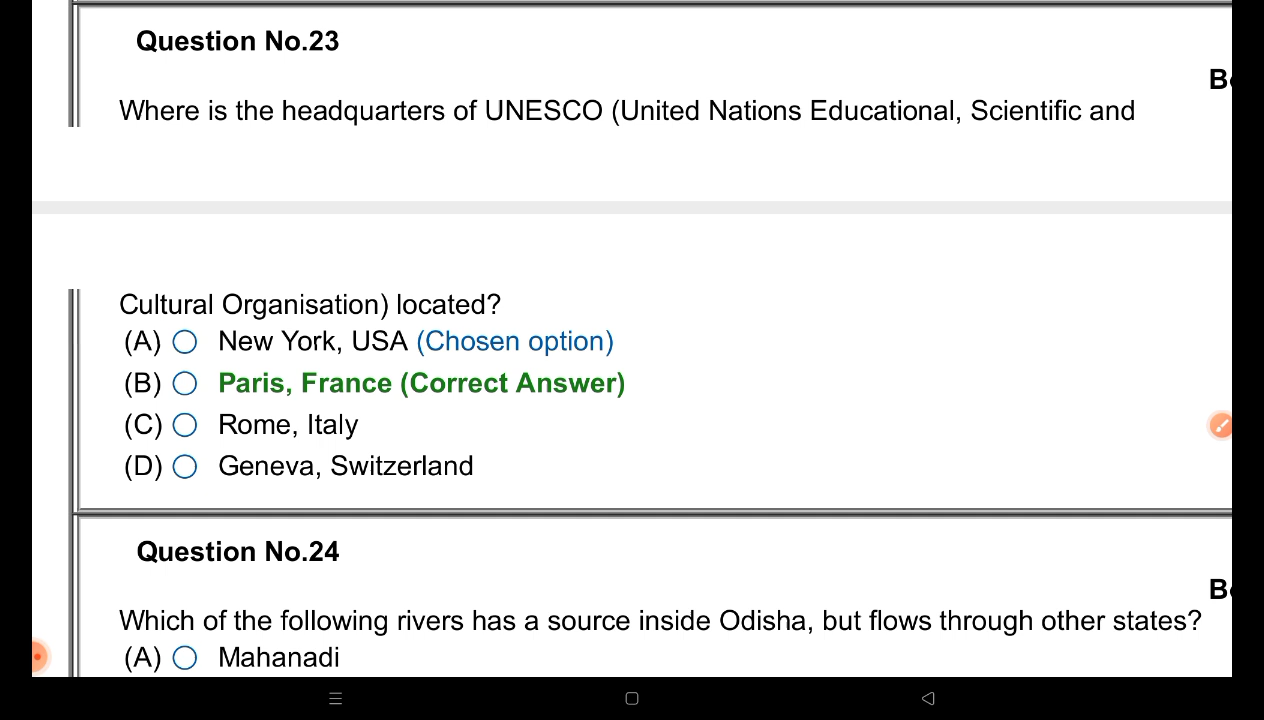 Question No.23
Where is the headquarters of UNESCO (United Nations Educational, Scientific and
Cultural Organisation) located?
(A) New York, USA (Chosen option)
(B) Paris, France (Correct Answer)
(C) Rome, Italy
(D) Geneva, Switzerland
Question No.24
Which of the following rivers has a source inside Odisha, but flows through other states?
(A) Mahanadi